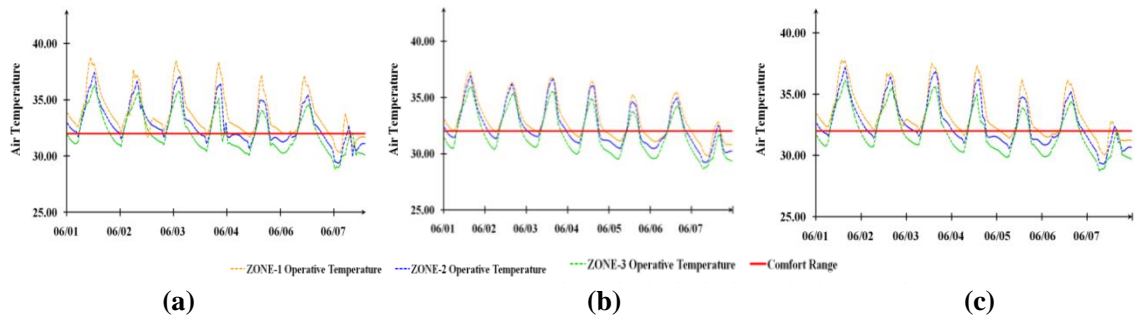 Air Temperature
40.00
35.00
30.00
25.00
06/01 06/02 06/03 06/04 06/06 06/07
Air Temperature
40.00
35.00
30.00
25.00
06/01 06/02 06/03 06/04 06/05 06/06 06/07
Air Temperature
40.00
35.00
30.00
25.00
06/01 06/02 06/03 06/04 06/05 06/06 06/07
ZONE-1 Operative Temperature ZONE-2 Operative Temperature ZONE-3 Operative Temperature Comfort Range
(a) (b) (c)